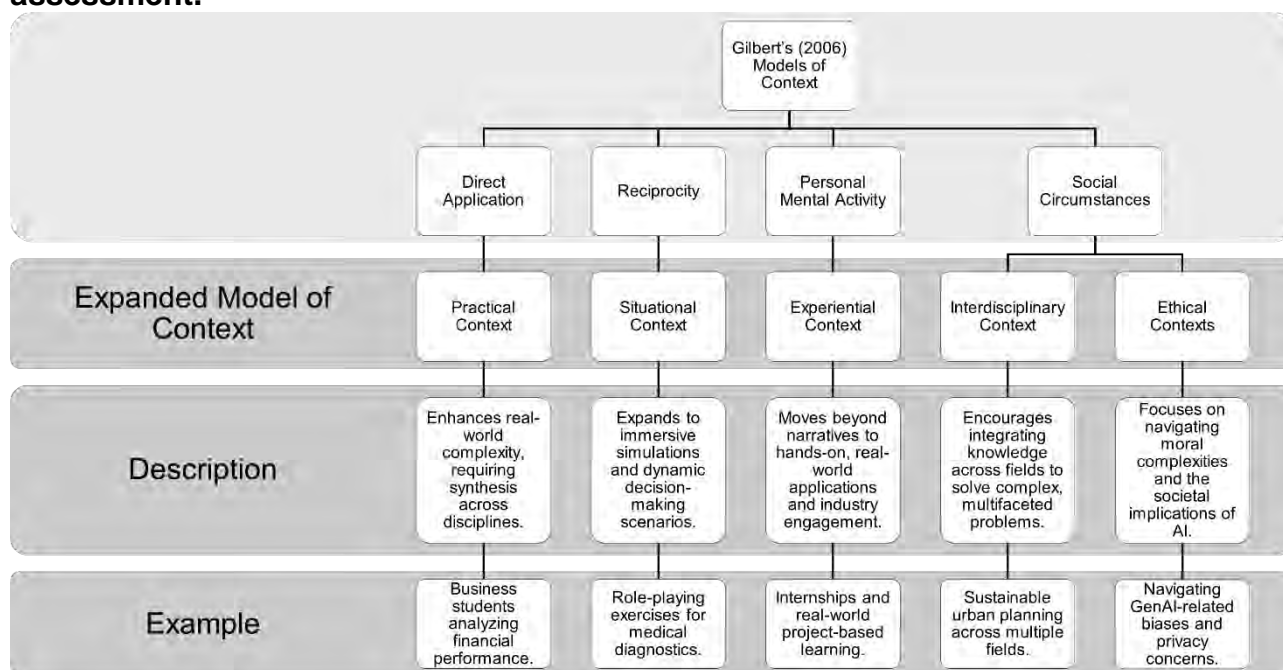 assessment.
Gilbert's (2006)
Models of
Context
Direct
Application
Reciprocity
Personal
Mental Activity
Social
Circumstances
Expanded Model of
Context
Practical
Context
Situational
Context
Experiential
Context
Interdisciplinary
Context
Ethical
Contexts
Description
Enhances real-
world
complexity,
requiring
synthesis
across
disciplines.
Expands to
immersive
simulations
and dynamic
decision-
making
scenarios.
Moves beyond
narratives to
hands-on, real-
world
applications
and industry
engagement.
Encourages
integrating
knowledge
across fields to
solve complex,
multifaceted
problems.
Focuses on
navigating
moral
complexities
and the
societal
implications of
AI.
Example
Business
students
analyzing
financial
performance.
Role-playing
exercises for
medical
diagnostics.
Internships and
real-world
project-based
learning.
Sustainable
urban planning
across multiple
fields.
Navigating
GenAI-related
biases and
privacy
concerns.